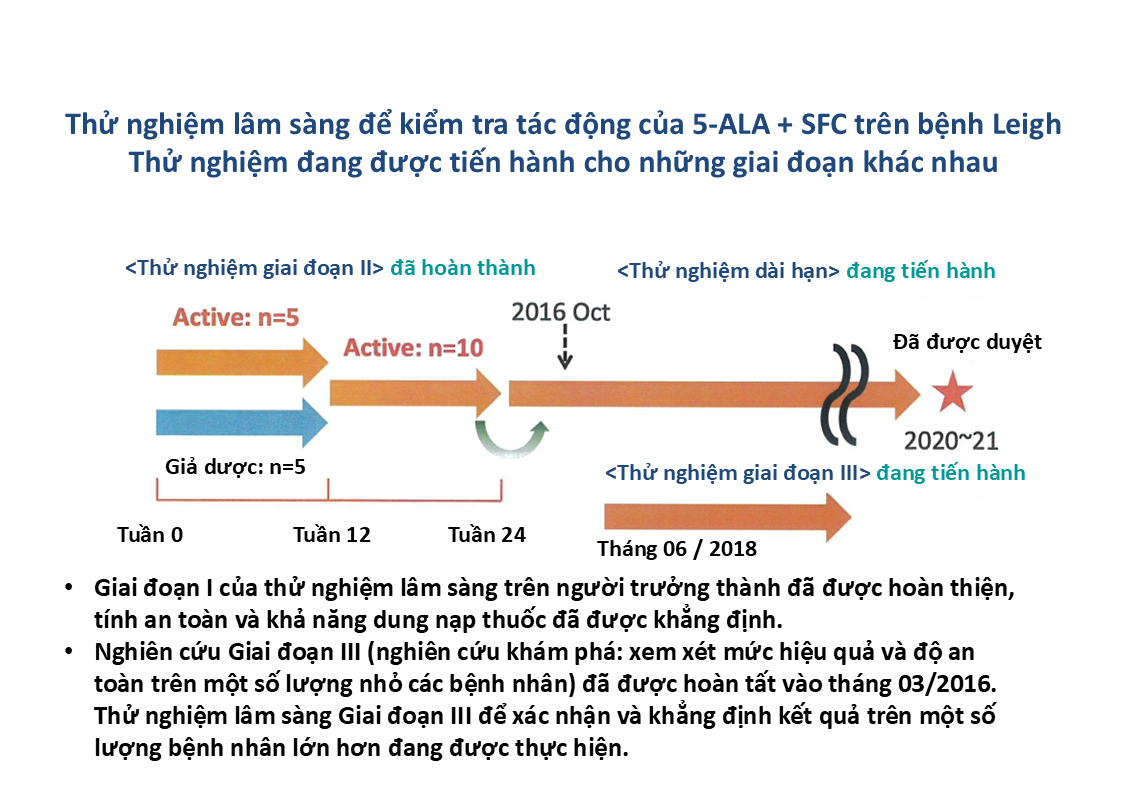 Thử nghiệm lâm sàng để kiểm tra tác động của 5-ALA + SFC trên bệnh Leigh
Thử nghiệm đang được tiến hành cho những giai đoạn khác nhau
<Thử nghiệm giai đoạn II> đã hoàn thành
<Thử nghiệm dài hạn> đang tiến hành
Active: n=5
2016 Oct
Active: n=10
Đã được duyệt
2020~21
Giả dược: n=5
<Thử nghiệm giai đoạn III> đang tiến hành
Tuần 0
Tuần 12
Tuần 24
Tháng 06 / 2018
• Giai đoạn I của thử nghiệm lâm sàng trên người trưởng thành đã được hoàn thiện,
tính an toàn và khả năng dung nạp thuốc đã được khẳng định.
• Nghiên cứu Giai đoạn III (nghiên cứu khám phá: xem xét mức hiệu quả và độ an
toàn trên một số lượng nhỏ các bệnh nhân) đã được hoàn tất vào tháng 03/2016.
Thử nghiệm lâm sàng Giai đoạn III để xác nhận và khẳng định kết quả trên một số
lượng bệnh nhân lớn hơn đang được thực hiện.